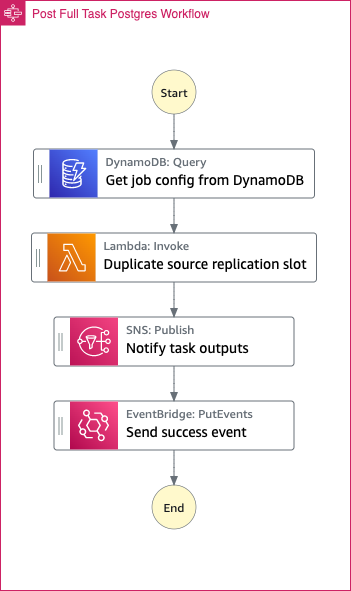 Post Full Task Postgres Workflow
Start
DynamoDB: Query
Get job config from DynamoDB
Lambda: Invoke
Duplicate source replication slot
SNS: Publish
Notify task outputs
EventBridge: PutEvents
Send success event
End